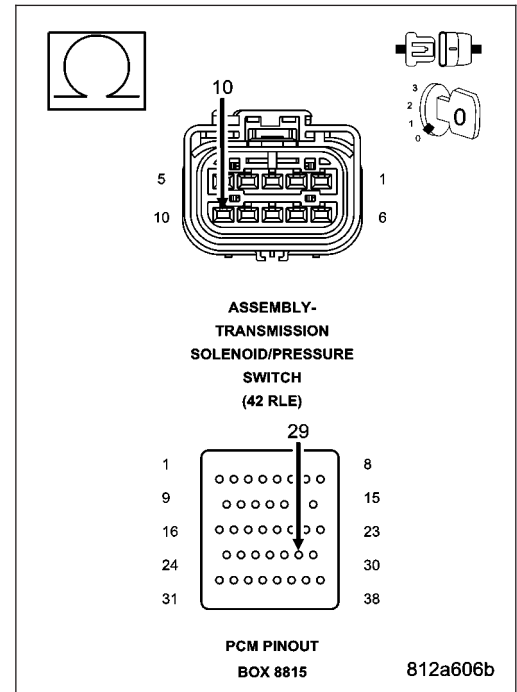 3
2
1
0
0
10
5 1
10 6
ASSEMBLY-
TRANSMISSION
SOLENOID/PRESSURE
SWITCH
(42 RLE)
29
1 8
9 15
16 23
24 30
31 38
PCM PINOUT
BOX 8815
812a606b